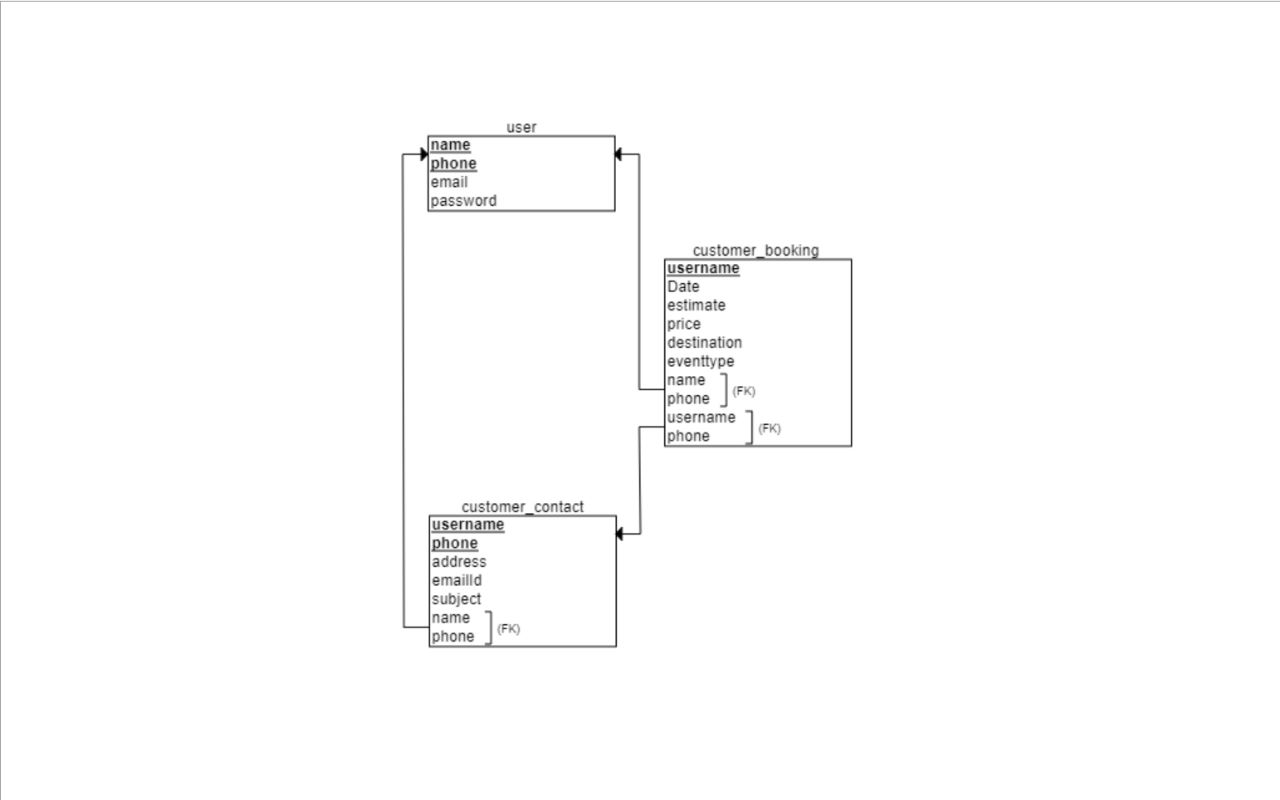 user
name
phone
email
password
customer_booking
username
Date
estimate
price
destination
eventtype
name
phone
(FK)
username
phone
(FK)
customer_contact
username
phone
address
emailId
subject
name
phone
(FK)